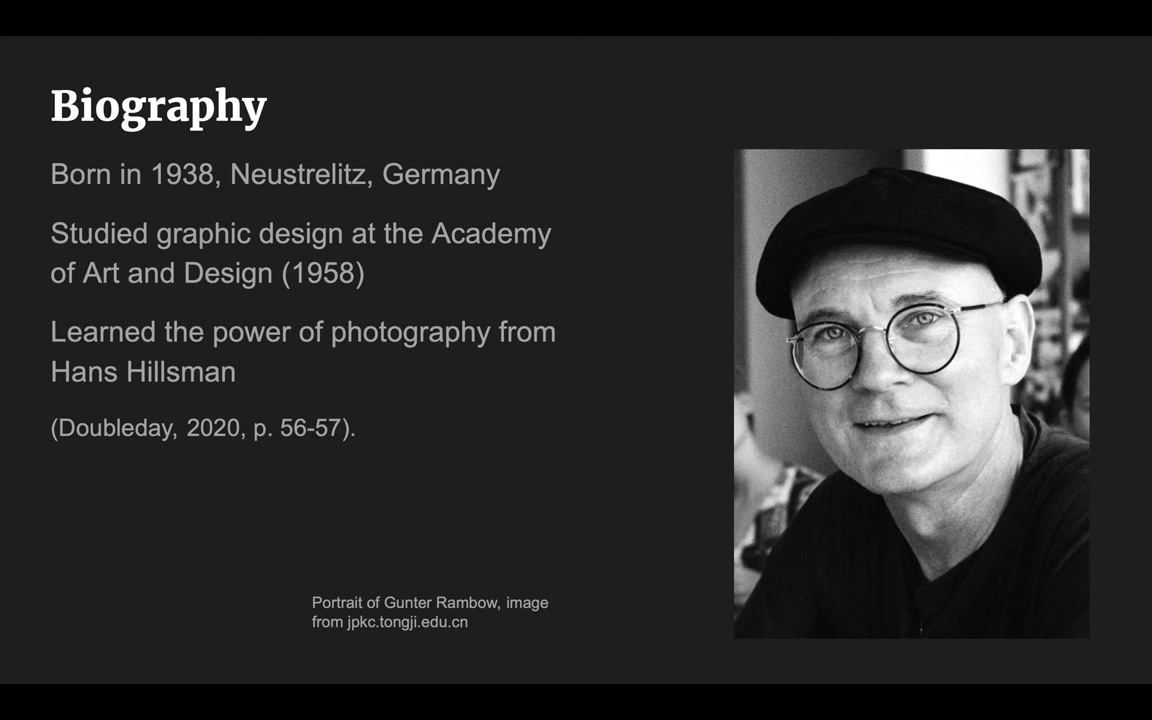 Biography
Born in 1938, Neustrelitz, Germany
Studied graphic design at the Academy
of Art and Design (1958)
Learned the power of photography from
Hans Hillsman
(Doubleday, 2020, p. 56-57).
Portrait of Gunter Rambow, image
from jpkc.tongji.edu.cn